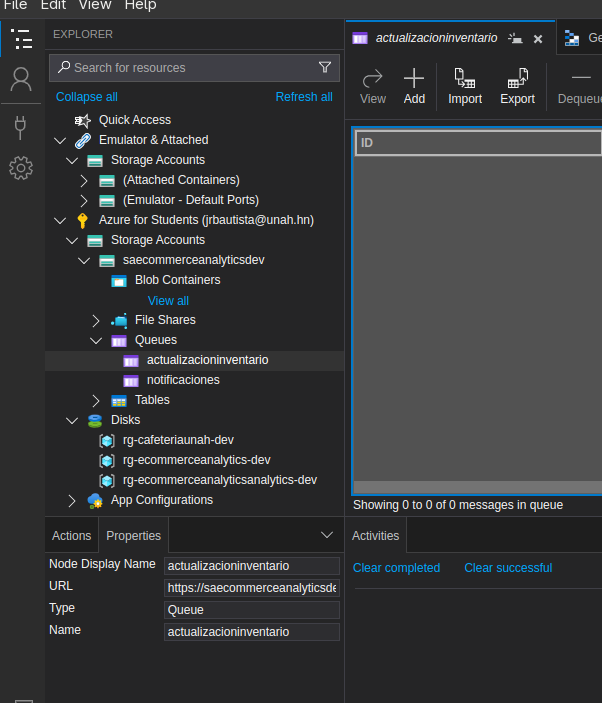 File Edit View Help
EXPLORER
Search for resources
Collapse all Refresh all
Quick Access
Emulator & Attached
Storage Accounts
(Attached Containers)
(Emulator - Default Ports)
Azure for Students (jrbautista@unah.hn)
Storage Accounts
saecommerceanalyticsdev
Blob Containers
View all
File Shares
Queues
actualizacioninventario
notificaciones
Tables
Disks
rg-cafeteriaunah-dev
rg-ecommerceanalytics-dev
rg-ecommerceanalyticsanalytics-dev
App Configurations
actualizacioninventario Ge
View Add Import Export Dequeu
ID
Showing 0 to 0 of 0 messages in queue
Actions Properties
Node Display Name actualizacioninventario
URL https://saecommerceanalyticsde
Type Queue
Name actualizacioninventario
Activities
Clear completed Clear successful